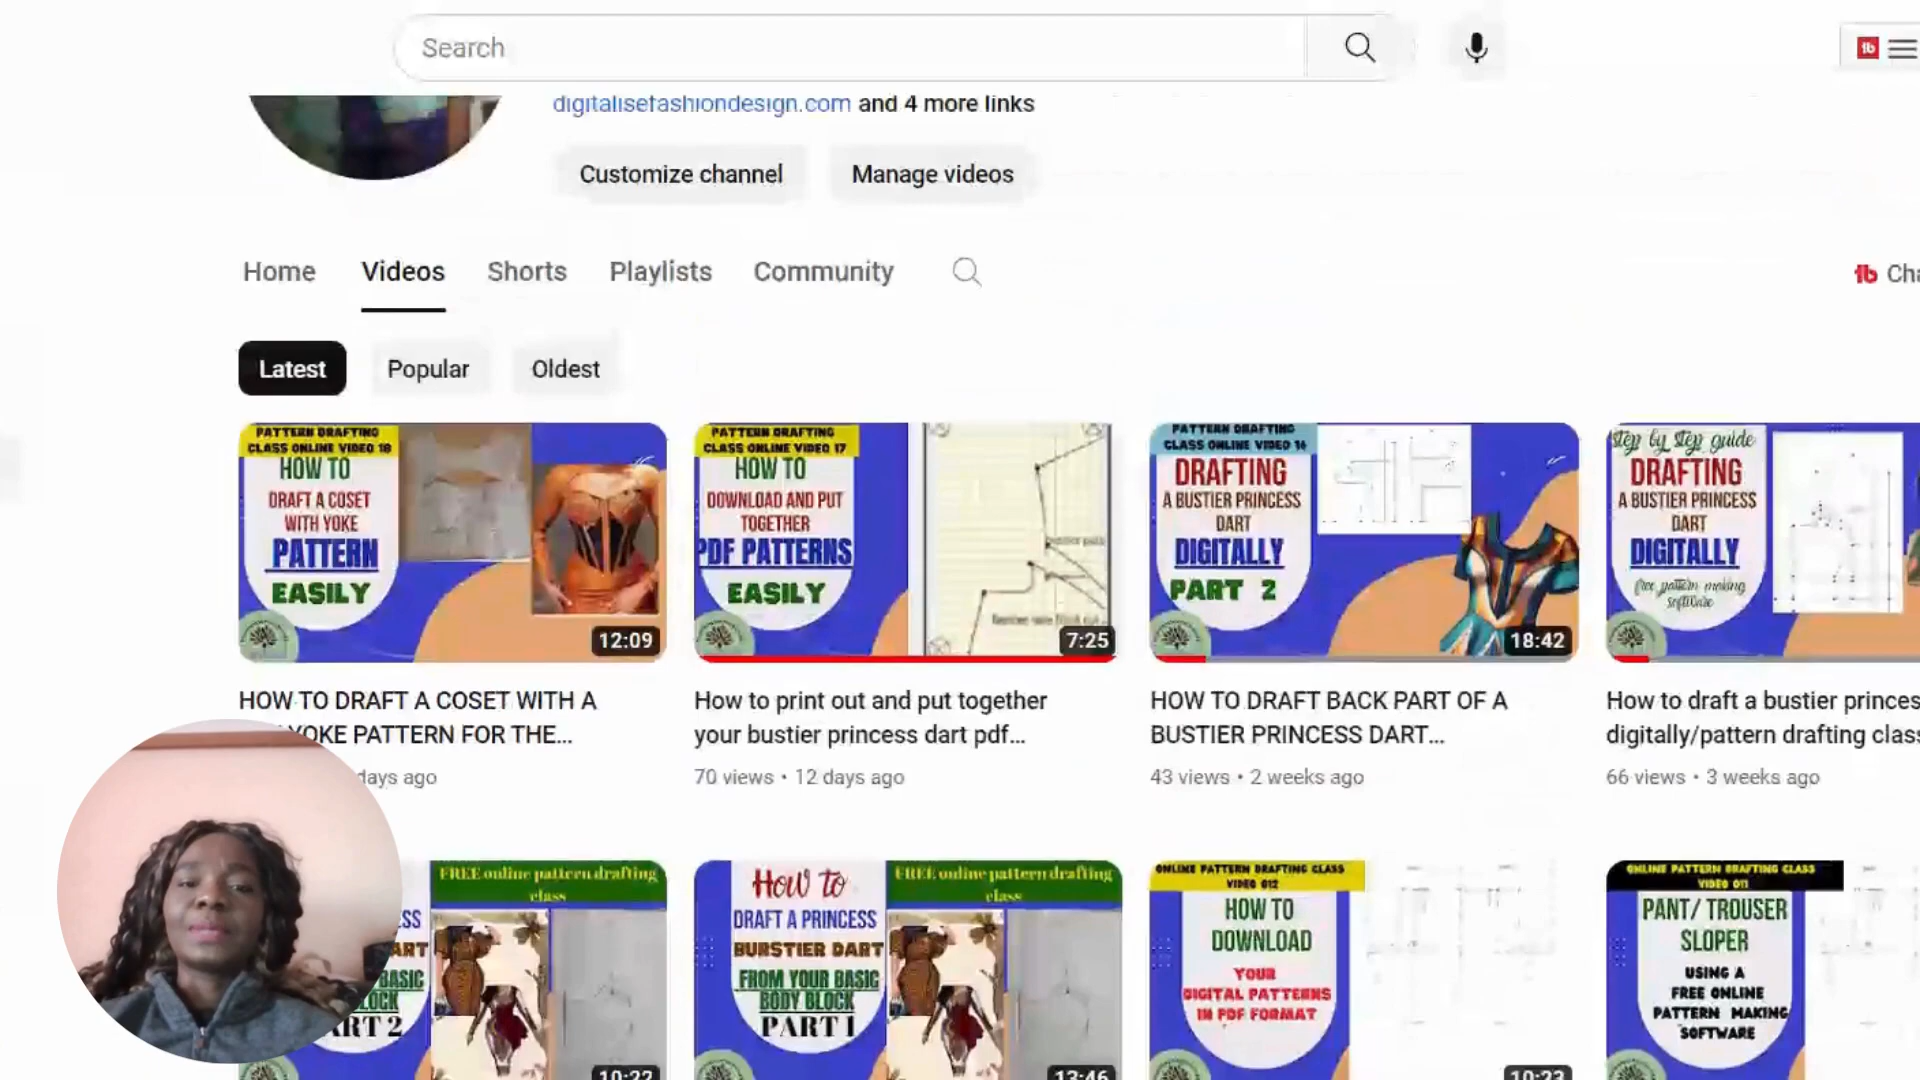 Search
digitalisefashiondesign.com and 4 more links
Customize channel
Manage videos
Home
Videos
Shorts
Playlists
Community
Cha
Latest
Popular
Oldest
PATTERN DRAFTING
CLASS ONLINE VIDEO 18
HOW TO
DRAFT A COSET
WITH YOKE
PATTERN
EASILY
12:09
PATTERN DRAFTING
CLASS ONLINE VIDEO 17
HOW TO
DOWNLOAD AND PUT
TOGETHER
PDF PATTERNS
EASILY
7:25
PATTERN DRAFTING
CLASS ONLINE VIDEO 16
DRAFTING
A BUSTIER PRINCESS
DART
DIGITALLY
PART 2
18:42
step by step guide
DRAFTING
A BUSTIER PRINCESS
DART
DIGITALLY
free pattern making
software
HOW TO DRAFT A COSET WITH A
YOKE PATTERN FOR THE...
days ago
How to print out and put together
your bustier princess dart pdf...
70 views • 12 days ago
HOW TO DRAFT BACK PART OF A
BUSTIER PRINCESS DART...
43 views • 2 weeks ago
How to draft a bustier princes
digitally/pattern drafting class
66 views • 3 weeks ago
FREE online pattern drafting
class
ESS
ART
BASIC
LOCK
ART 2
10:22
How to
DRAFT A PRINCESS
BURSTIER DART
FROM YOUR BASIC
BODY BLOCK
PART 1
FREE online pattern drafting
class
13:46
ONLINE PATTERN DRAFTING CLASS
VIDEO 012
HOW TO
DOWNLOAD
YOUR
DIGITAL PATTERNS
IN PDF FORMAT
10:23
ONLINE PATTERN DRAFTING CLASS
VIDEO 011
PANT/ TROUSER
SLOPER
USING A
FREE ONLINE
PATTERN MAKING
SOFTWARE